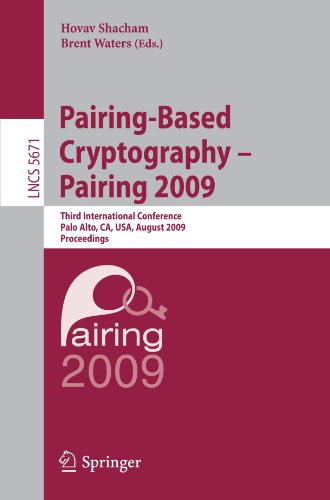 Hovav Shacham
Brent Waters (Eds.)
LNCS 5671
Pairing-Based
Cryptography –
Pairing 2009
Third International Conference
Palo Alto, CA, USA, August 2009
Proceedings
Pairing
2009
Springer